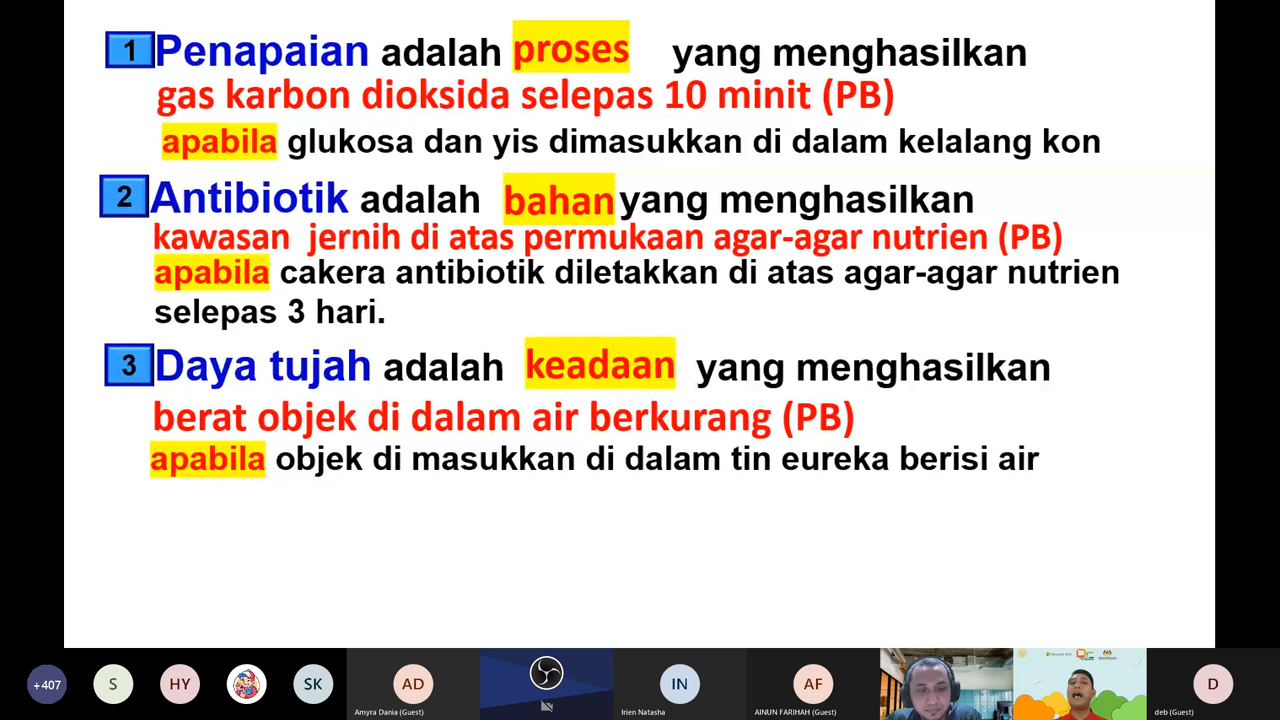 1 Penapaian adalah proses yang menghasilkan
gas karbon dioksida selepas 10 minit (PB)
apabila glukosa dan yis dimasukkan di dalam kelalang kon
2 Antibiotik adalah bahan yang menghasilkan
kawasan jernih di atas permukaan agar-agar nutrien (PB)
apabila cakera antibiotik diletakkan di atas agar-agar nutrien
selepas 3 hari.
3 Daya tujah adalah keadaan yang menghasilkan
berat objek di dalam air berkurang (PB)
apabila objek di masukkan di dalam tin eureka berisi air
+407 S HY SK AD IN AF D
Amyra Dania (Guest) Irien Natasha AINUN FARIHAH (Guest) deb (Guest)